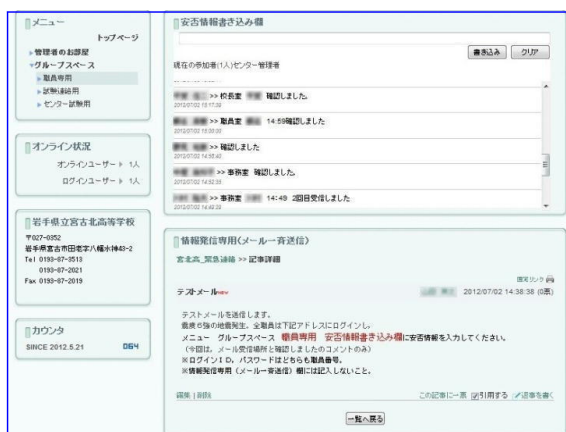 メニュー
トップページ
管理者のお部屋
グループスペース
職員専用
試験連絡用
センター試験用
オンライン状況
オンラインユーザー 1人
ログインユーザー 1人
岩手県立宮古北高等学校
〒027-0352
岩手県宮古市田老字八幡水神43-2
Tel 0193-87-3513
0193-87-2021
Fax 0193-87-2019
カウンタ
SINCE 2012.5.21 064
安否情報書き込み欄
書き込み クリア
現在の参加者(1人)センター管理者
>> 校長室 確認しました。
2012/07/02 15:17:38
>> 職員室 14:59確認しました
2012/07/02 15:00:30
>> 確認しました
2012/07/02 14:55:40
>> 事務室 確認しました。
2012/07/02 14:52:35
>> 事務室 14:49 2回目受信しました
2012/07/02 14:49:38
情報発信専用(メール一斉送信)
宮古北高_緊急連絡 >> 記事詳細
固定リンク
テストメール NEW 2012/07/02 14:38:38 (0票)
テストメールを送信します。
震度6強の地震発生。全職員は下記アドレスにログインし、
メニュー グループスペース 職員専用 安否情報書き込み欄に安否情報を入力してください。
(今回は、メール受信場所と確認しましたのコメントのみ)
※ログインID、パスワードはどちらも職員番号。
※情報発信専用(メール一斉送信)欄には記入しないこと。
編集 | 削除 この記事に一票 引用する 返事を書く
一覧へ戻る